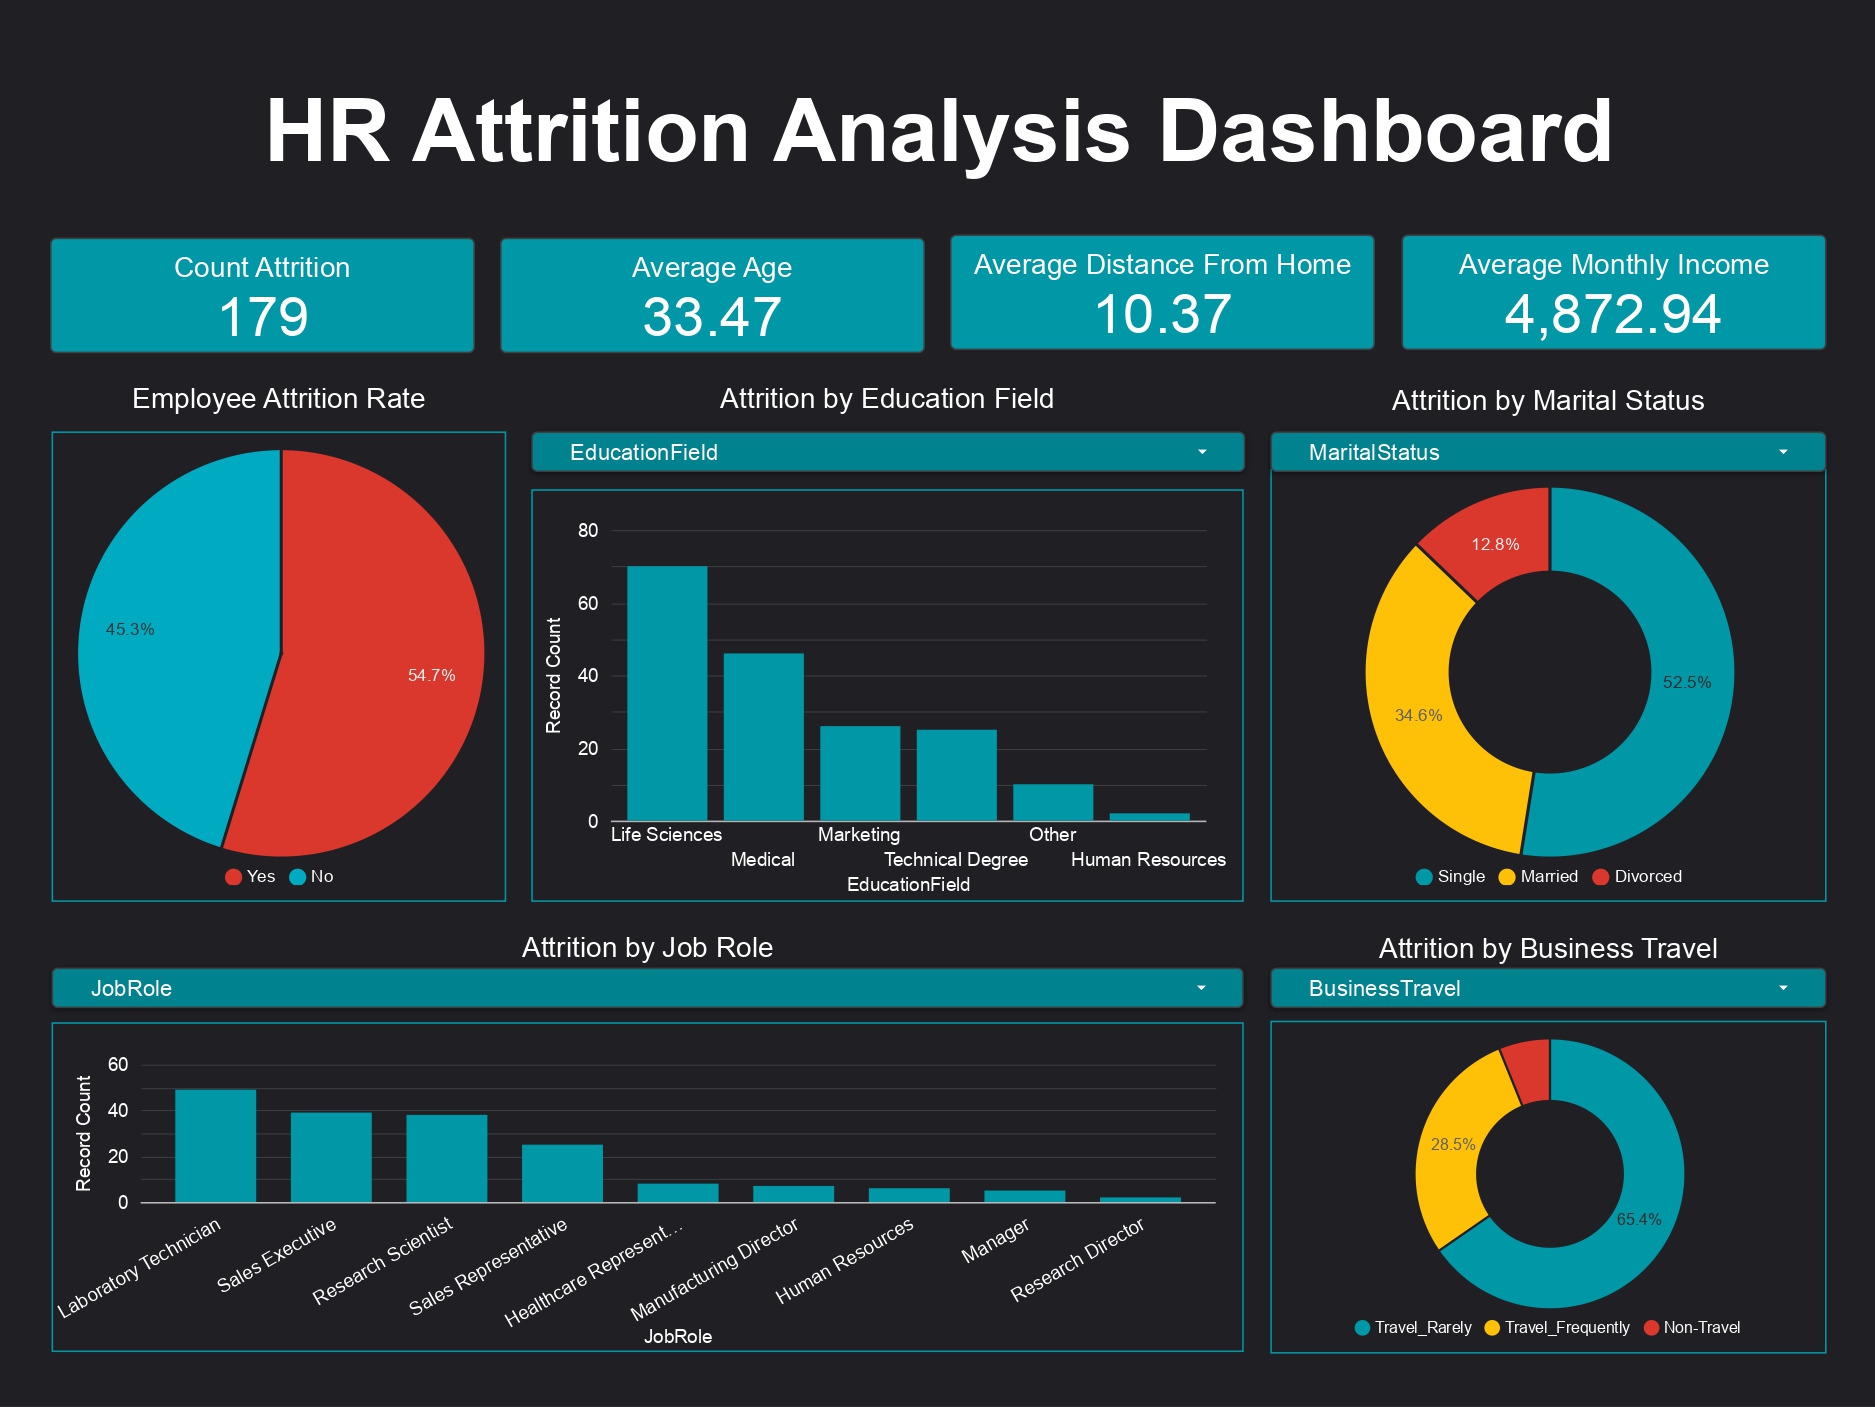 HR Attrition Analysis Dashboard
Count Attrition
179
Average Age
33.47
Average Distance From Home
10.37
Average Monthly Income
4,872.94
Employee Attrition Rate
45.3%
54.7%
Yes No
Attrition by Education Field
EducationField
80
60
40
20
0
Record Count
Life Sciences
Medical
Marketing
Technical Degree
Other
Human Resources
EducationField
Attrition by Marital Status
MaritalStatus
12.8%
52.5%
34.6%
Single Married Divorced
Attrition by Job Role
JobRole
60
40
20
0
Record Count
Laboratory Technician
Sales Executive
Research Scientist
Sales Representative
Healthcare Represent…
Manufacturing Director
Human Resources
Manager
Research Director
JobRole
Attrition by Business Travel
BusinessTravel
28.5%
65.4%
Travel_Rarely Travel_Frequently Non-Travel